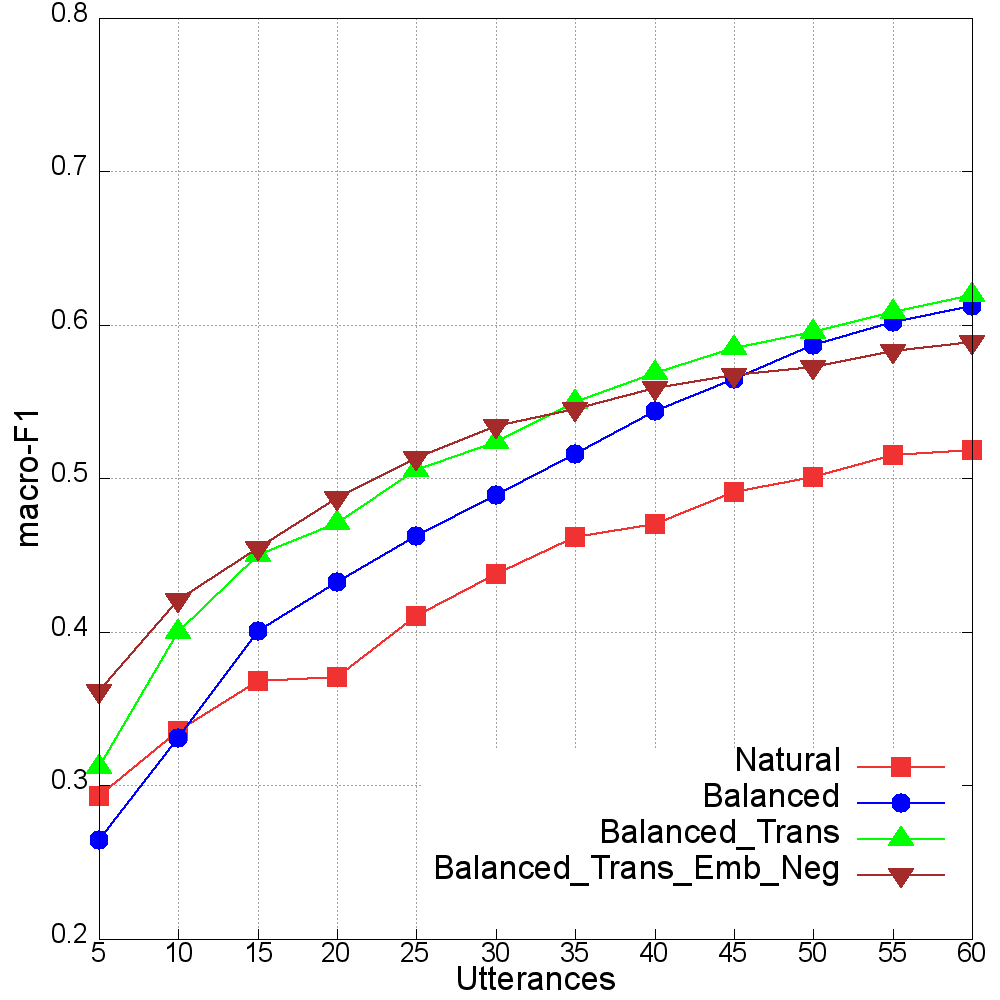 0.8
0.7
0.6
0.5
0.4
0.3
0.2
macro-F1
Natural
Balanced
Balanced_Trans
Balanced_Trans_Emb_Neg
5 10 15 20 25 30 35 40 45 50 55 60
Utterances